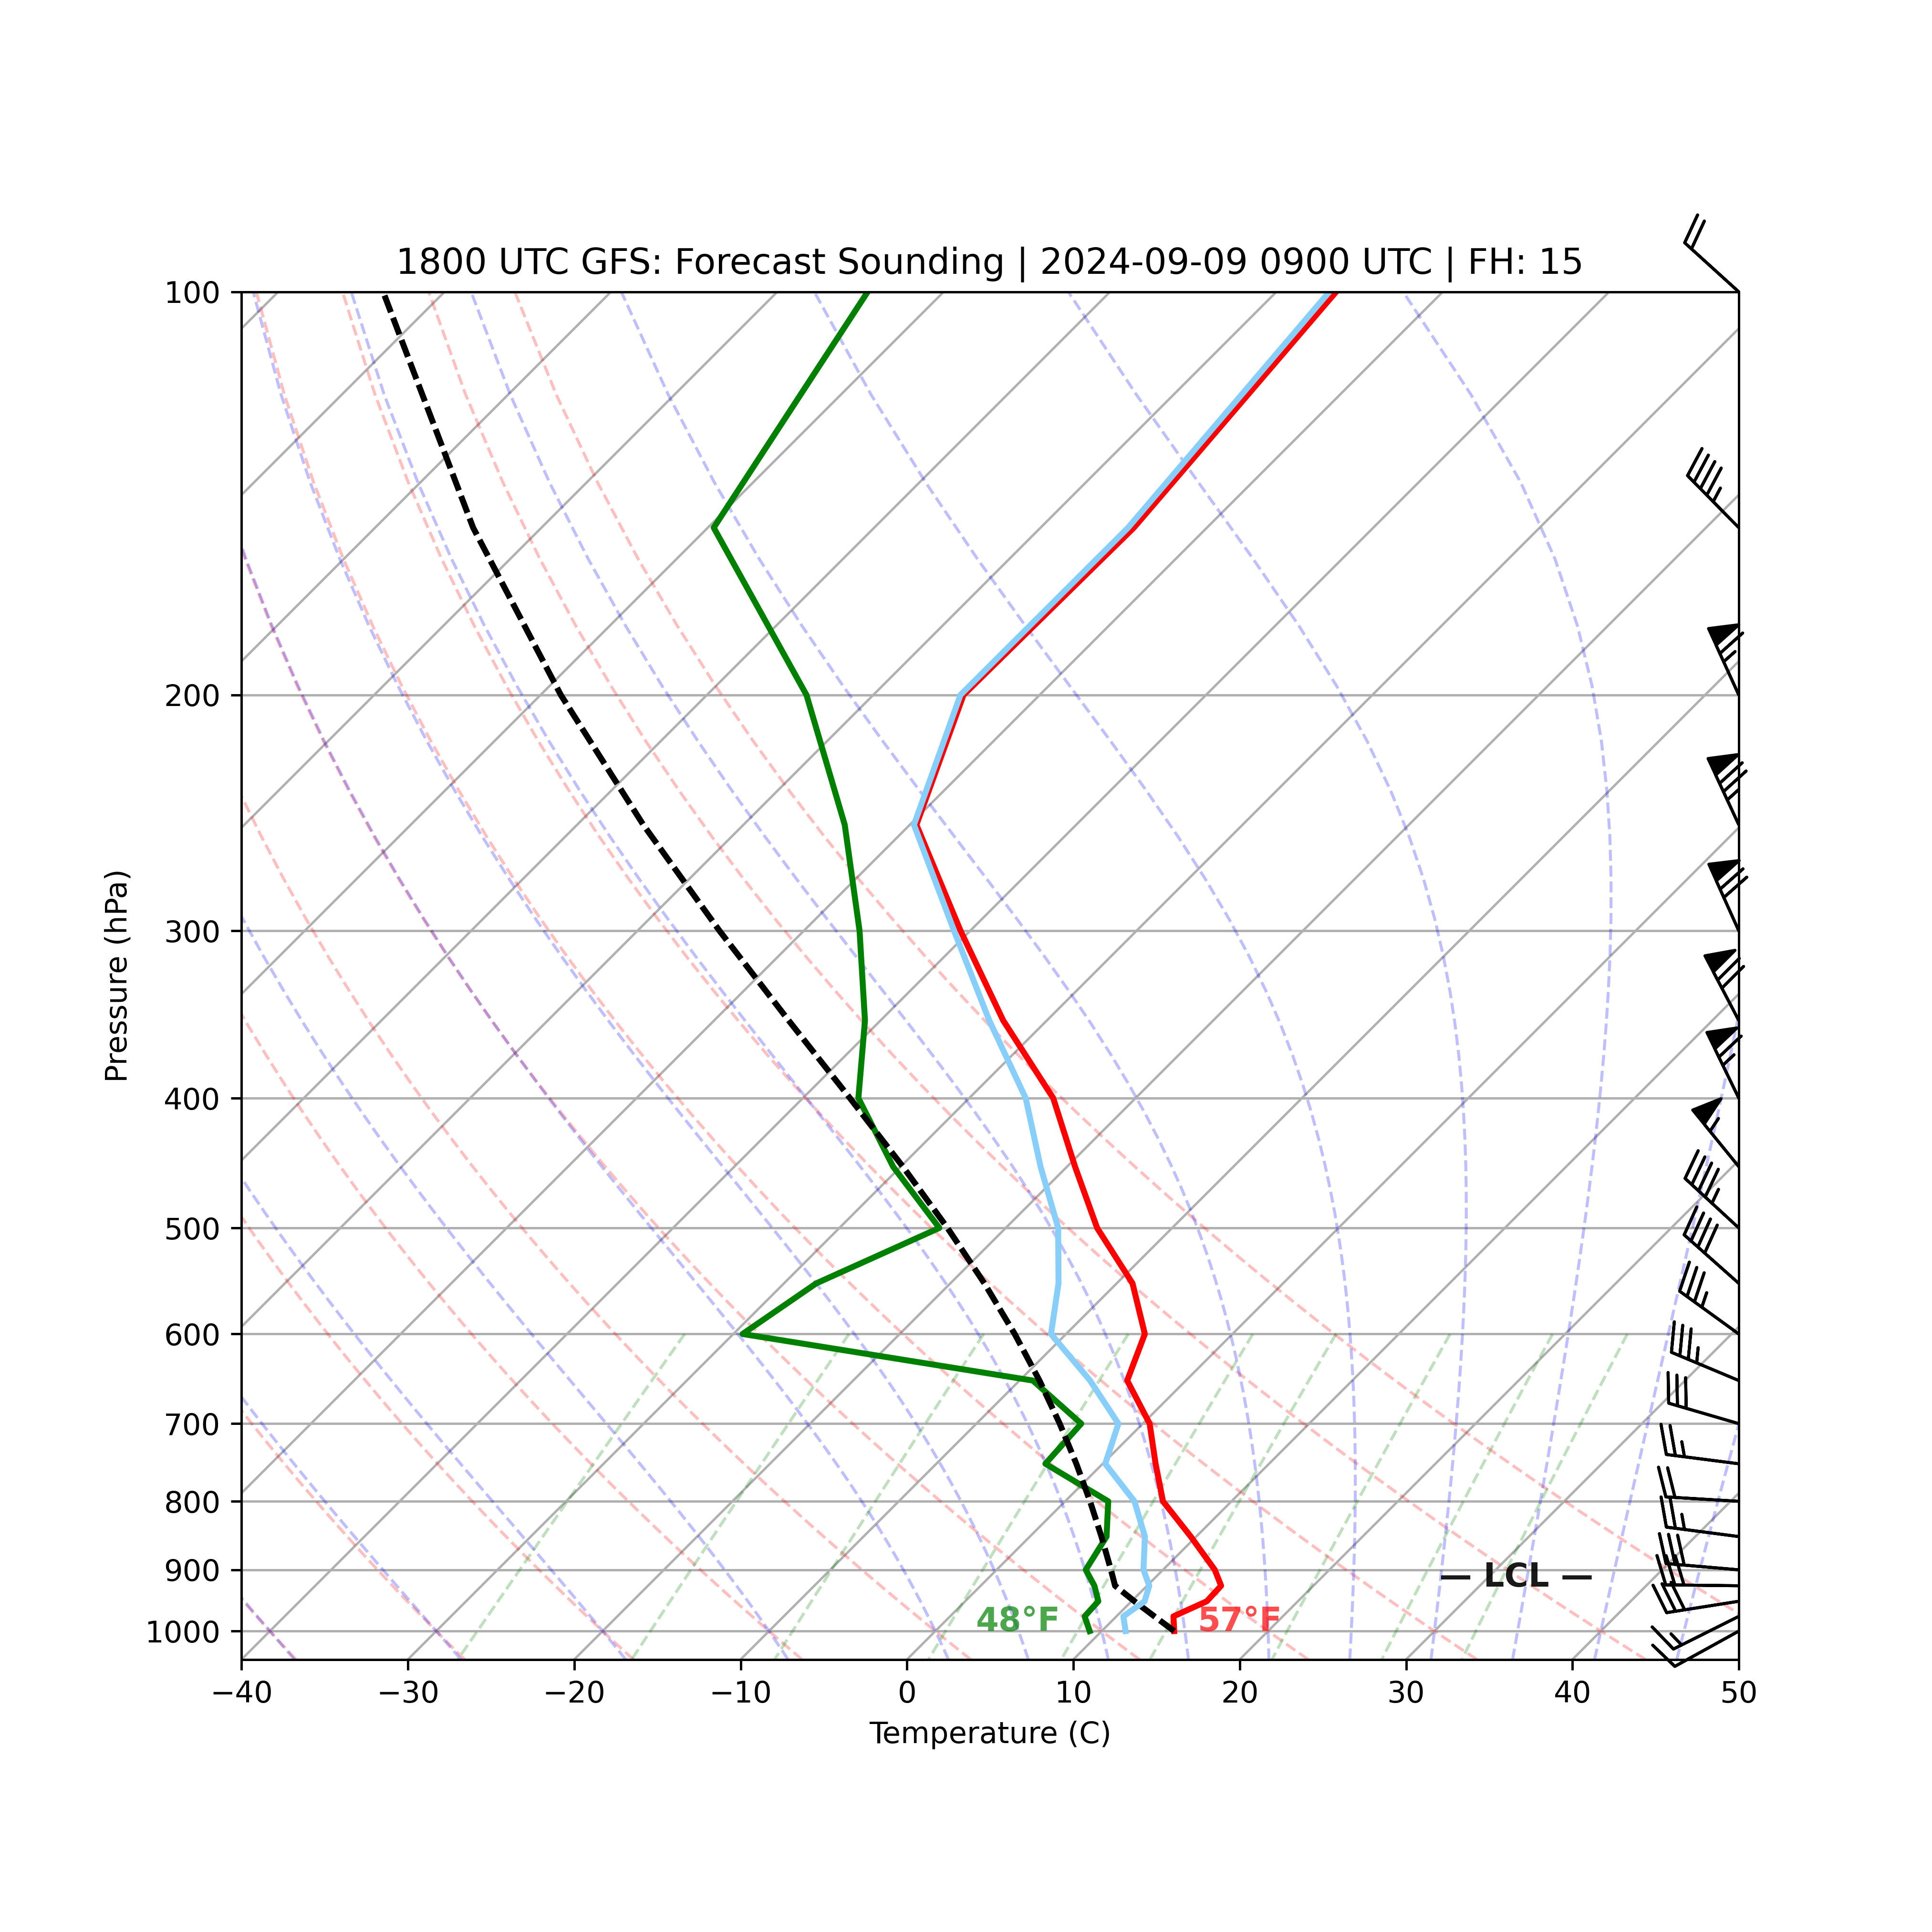 1800 UTC GFS: Forecast Sounding | 2024-09-09 0900 UTC | FH: 15
100
200
300
400
500
600
700
800
900
1000
Pressure (hPa)
— LCL —
48°F
57°F
−40 −30 −20 −10 0 10 20 30 40 50
Temperature (C)